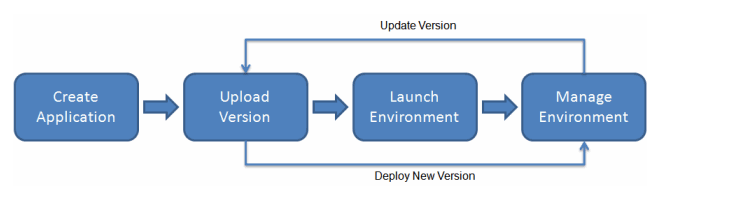 Update Version
Create
Application
Upload
Version
Launch
Environment
Manage
Environment
Deploy New Version